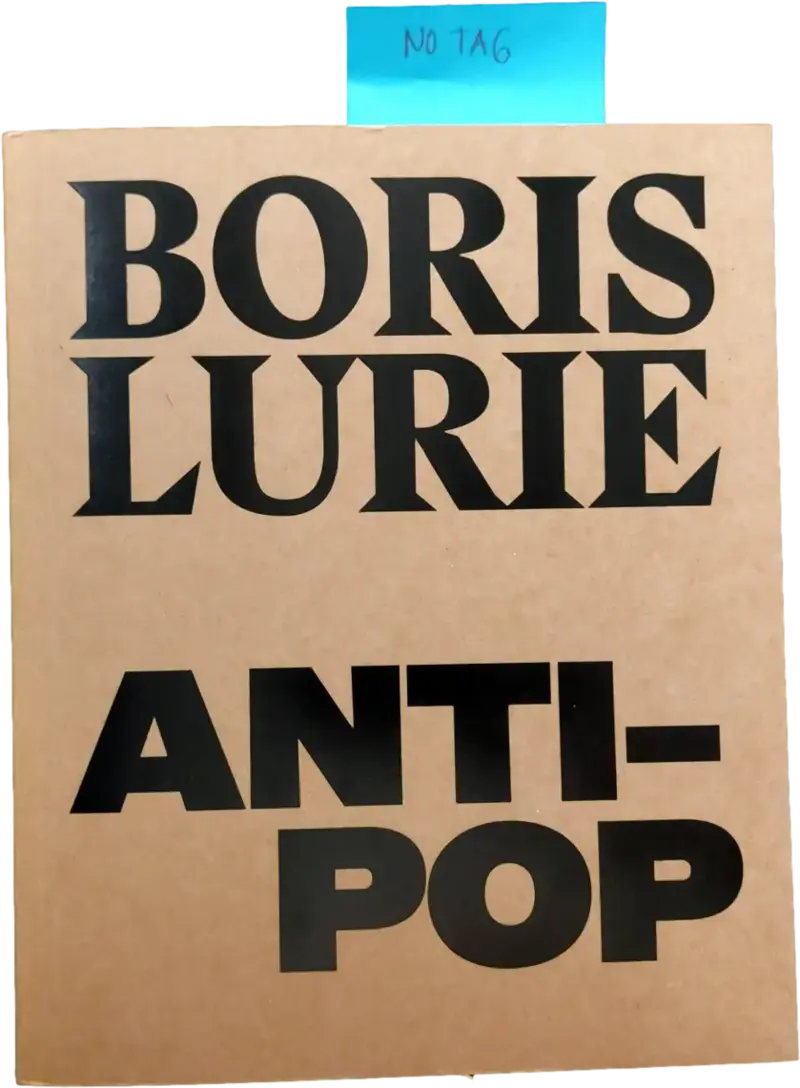 NO TAG
BORIS
LURIE
ANTI-
POP